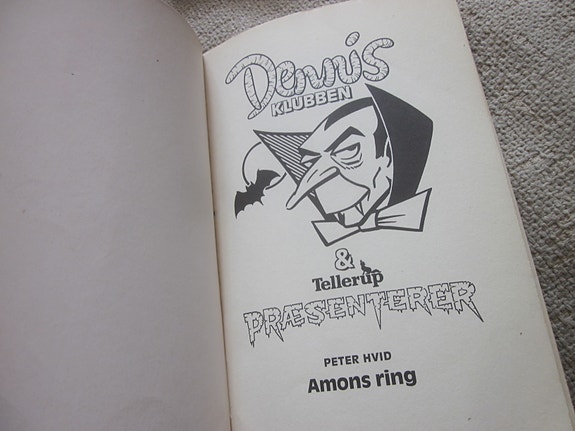 Dennis
KLUBBEN
&
Tellerup
PRÆSENTERER
PETER HVID
Amons ring